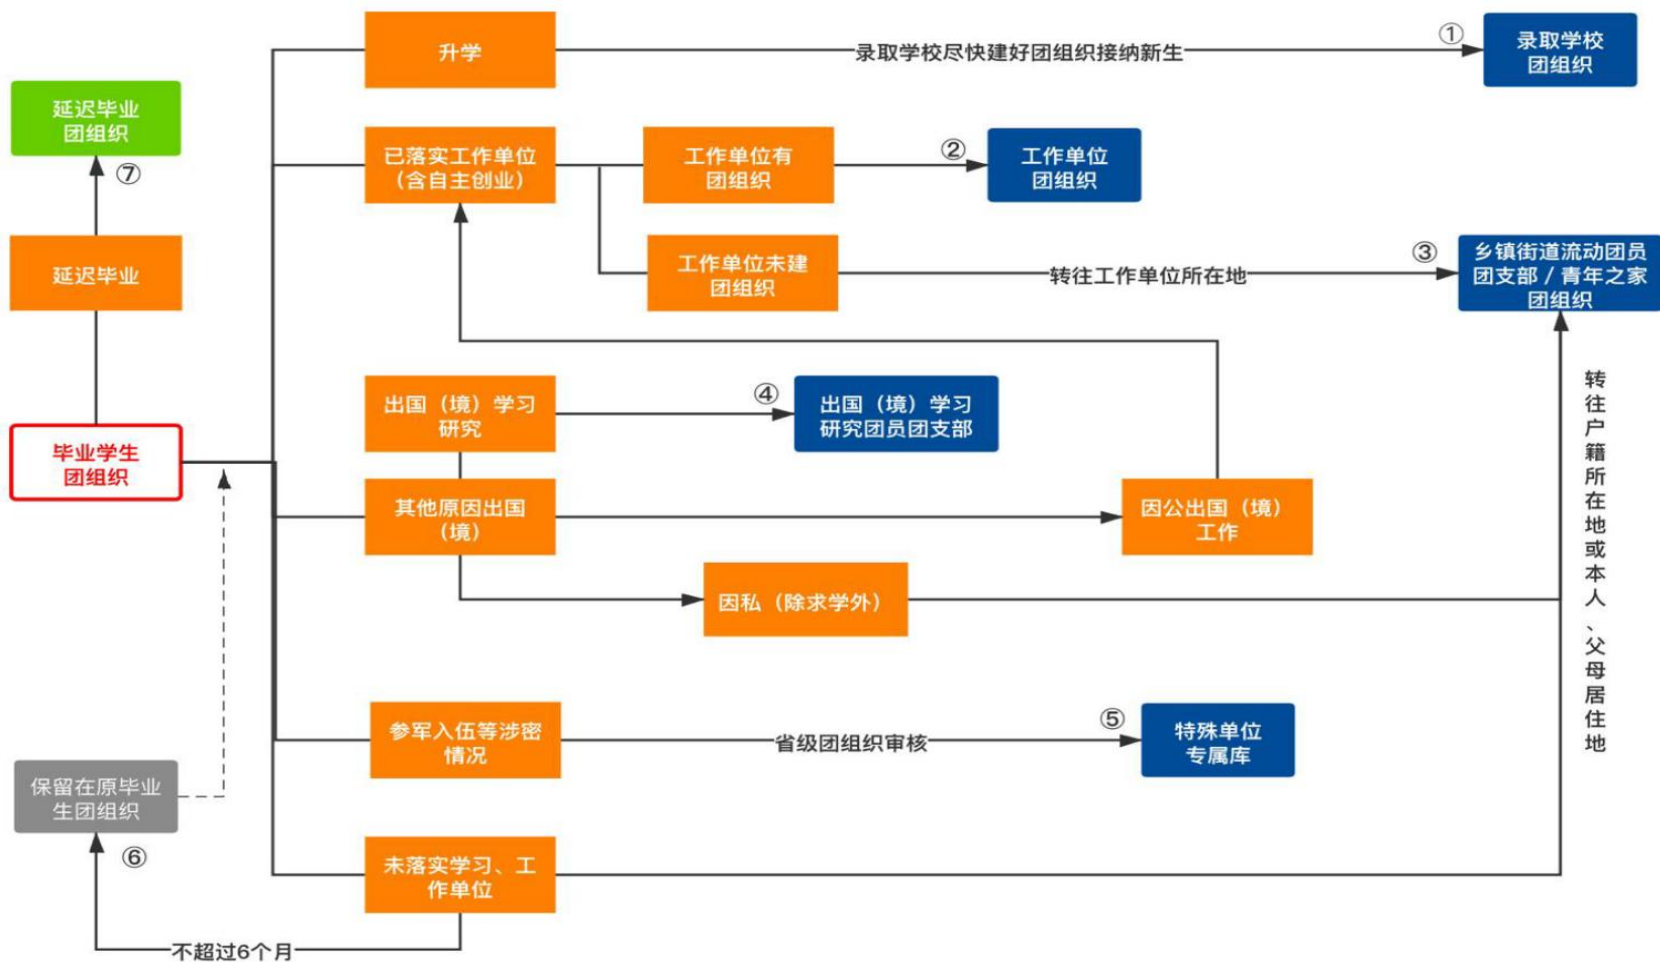 升学
录取学校尽快建好团组织接纳新生
①
录取学校
团组织
延迟毕业
团组织
⑦
已落实工作单位
（含自主创业）
工作单位有
团组织
②
工作单位
团组织
延迟毕业
工作单位未建
团组织
转往工作单位所在地
③
乡镇街道流动团员
团支部 / 青年之家
团组织
出国（境）学习
研究
④
出国（境）学习
研究团员团支部
转往户籍所在地或本人、父母居住地
毕业学生
团组织
其他原因出国
（境）
因公出国（境）
工作
因私（除求学外）
参军入伍等涉密
情况
省级团组织审核
⑤
特殊单位
专属库
保留在原毕业
生团组织
⑥
未落实学习、工
作单位
不超过6个月